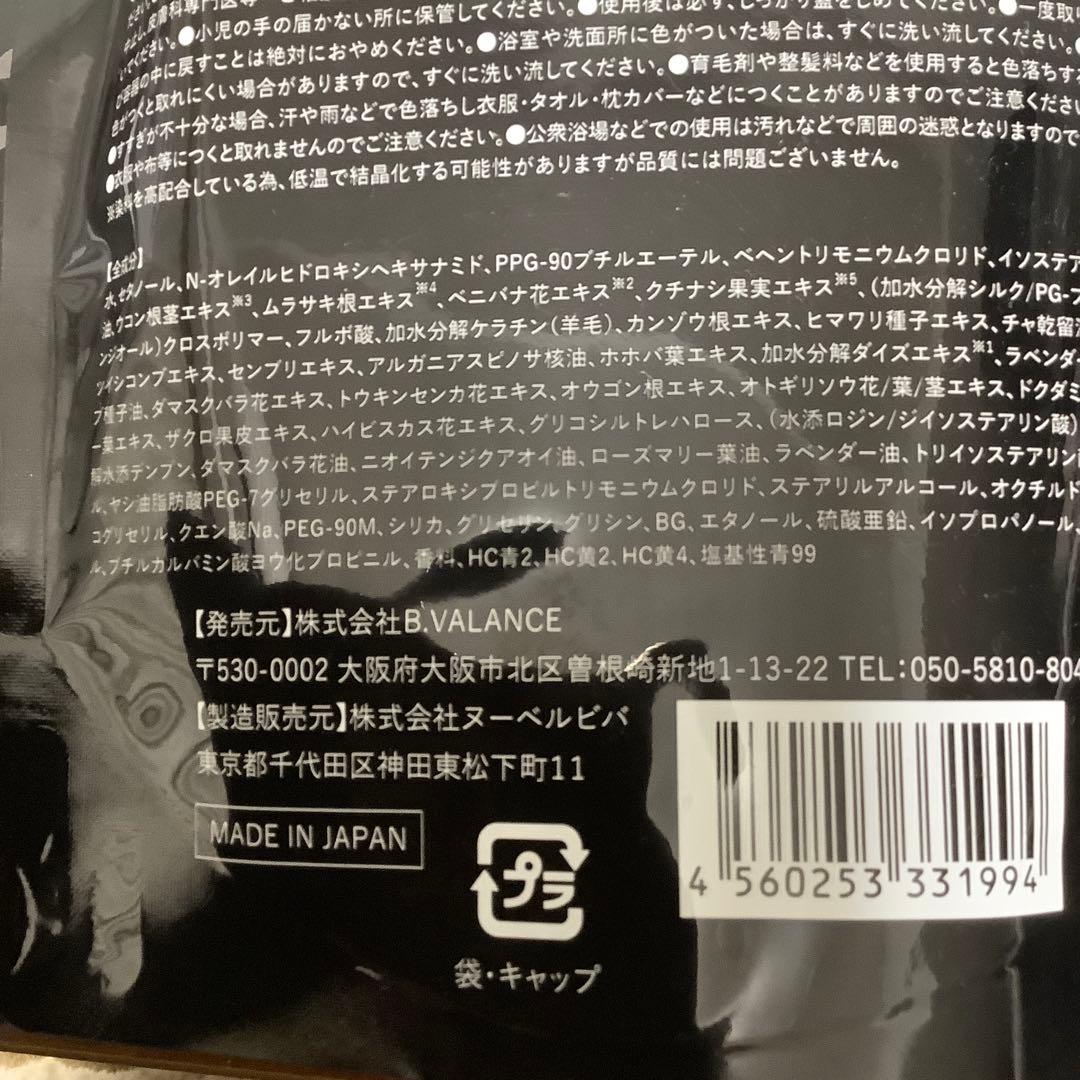 皮膚科専門医等へご
ください。●小児の手の届かない所に保管してください。●使用後は必ず、しっかり蓋をしめてください。●一度取り
容器の中に戻すことは絶対におやめください。●浴室や洗面所に色がついた場合は、すぐに洗い流してください。
色がつくと取れにくい場合がありますので、すぐに洗い流してください。●育毛剤や整髪料などを使用すると色落ちする
●すすぎが不十分な場合、汗や雨などで色落ちし衣服・タオル・枕カバーなどにつくことがありますのでご注意くださ
●衣服や布等につくと取れませんのでご注意ください。●公衆浴場などでの使用は汚れなどで周囲の迷惑となりますので
※染料を高配合している為、低温で結晶化する可能性がありますが品質には問題ございません。
【全成分】
水、セタノール、N-オレイルヒドロキシヘキサナミド、PPG-90ブチルエーテル、ベヘントリモニウムクロリド、イソステア
油、ウコン根茎エキス※3、ムラサキ根エキス※4、ベニバナ花エキス※2、クチナシ果実エキス※5、(加水分解シルク/PG-プ
ンジオール)クロスポリマー、フルボ酸、加水分解ケラチン(羊毛)、カンゾウ根エキス、ヒマワリ種子エキス、チャ乾留液
ツイシコンブエキス、センブリエキス、アルガニアスピノサ核油、ホホバ葉エキス、加水分解ダイズエキス※1、ラベンダ
ブ種子油、ダマスクバラ花エキス、トウキンセンカ花エキス、オウゴン根エキス、オトギリソウ花/葉/茎エキス、ドクダミ
ー葉エキス、ザクロ果皮エキス、ハイビスカス花エキス、グリコシルトレハロース、(水添ロジン/ジイソステアリン酸)
解水添デンプン、ダマスクバラ花油、ニオイテンジクアオイ油、ローズマリー葉油、ラベンダー油、トリイソステアリン酸
ル、ヤシ油脂肪酸PEG-7グリセリル、ステアロキシプロピルトリモニウムクロリド、ステアリルアルコール、オクチルド
コグリセリル、クエン酸Na、PEG-90M、シリカ、グリセリン、グリシン、BG、エタノール、硫酸亜鉛、イソプロパノール、
ル、ブチルカルバミン酸ヨウ化プロピニル、香料、HC青2、HC黄2、HC黄4、塩基性青99
【発売元】株式会社B.VALANCE
〒530-0002 大阪府大阪市北区曽根崎新地1-13-22 TEL:050-5810-804
【製造販売元】株式会社ヌーベルビバ
東京都千代田区神田東松下町11
MADE IN JAPAN
プラ
袋・キャップ
4 560253 331994